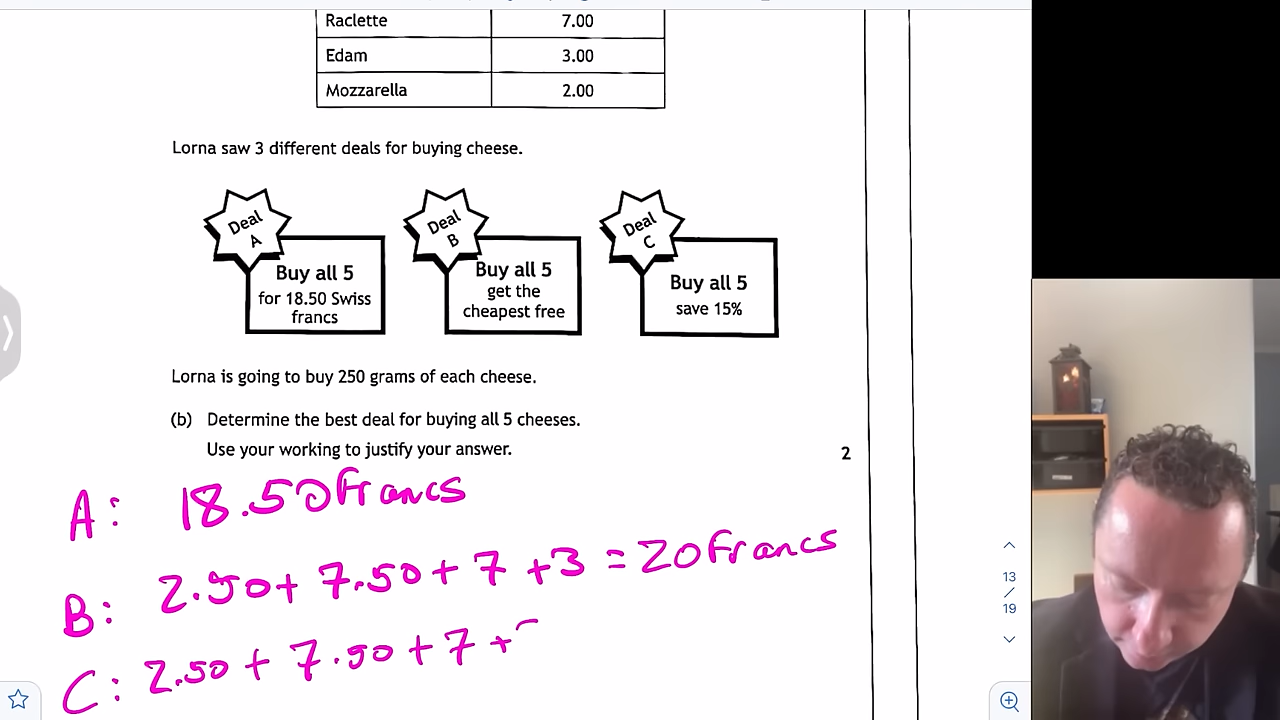 Raclette 7.00
Edam 3.00
Mozzarella 2.00
Lorna saw 3 different deals for buying cheese.
Deal
A
Buy all 5
for 18.50 Swiss
francs
Deal
B
Buy all 5
get the
cheapest free
Deal
C
Buy all 5
save 15%
Lorna is going to buy 250 grams of each cheese.
(b) Determine the best deal for buying all 5 cheeses.
Use your working to justify your answer. 2
A: 18.50 Francs
B: 2.50 + 7.50 + 7 + 3 = 20 Francs
C: 2.50 + 7.50 + 7 +
13
/
19